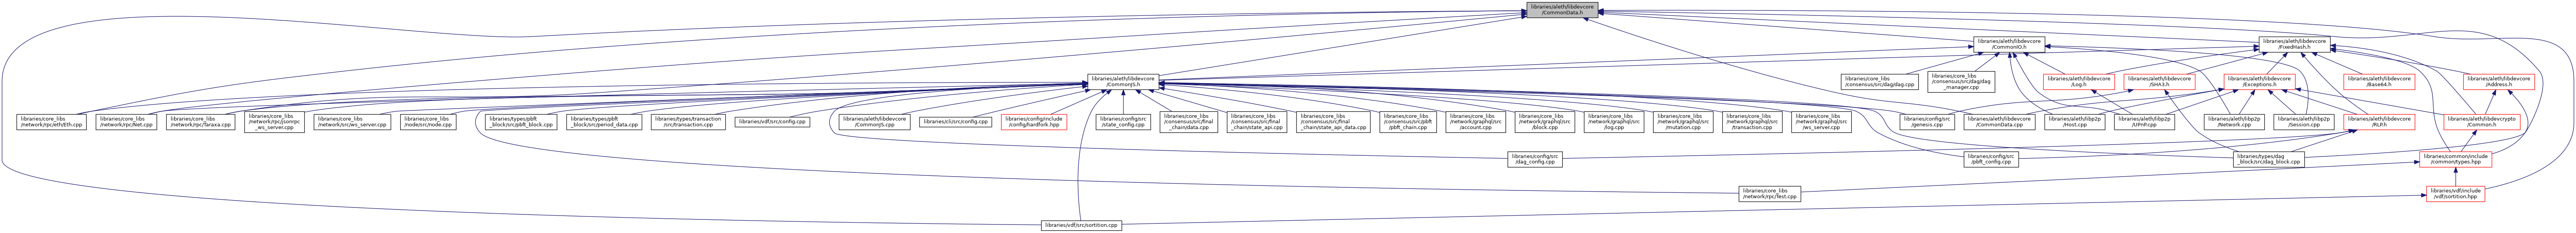 libraries/aleth/libdevcore
/CommonData.h
libraries/aleth/libdevcore
/CommonIO.h
libraries/aleth/libdevcore
/FixedHash.h
libraries/aleth/libdevcore
/CommonJS.h
libraries/core_libs
/consensus/src/dag/dag.cpp
libraries/core_libs
/consensus/src/dag/dag
_manager.cpp
libraries/aleth/libdevcore
/Log.h
libraries/aleth/libdevcore
/SHA3.h
libraries/aleth/libdevcore
/Exceptions.h
libraries/aleth/libdevcore
/Base64.h
libraries/aleth/libdevcore
/Address.h
libraries/core_libs
/network/rpc/eth/Eth.cpp
libraries/core_libs
/network/rpc/Net.cpp
libraries/core_libs
/network/rpc/Taraxa.cpp
libraries/core_libs
/network/rpc/jsonrpc
_ws_server.cpp
libraries/core_libs
/network/src/ws_server.cpp
libraries/core_libs
/node/src/node.cpp
libraries/types/pbft
_block/src/pbft_block.cpp
libraries/types/pbft
_block/src/period_data.cpp
libraries/types/transaction
/src/transaction.cpp
libraries/vdf/src/config.cpp
libraries/aleth/libdevcore
/CommonJS.cpp
libraries/cli/src/config.cpp
libraries/config/include
/config/hardfork.hpp
libraries/config/src
/state_config.cpp
libraries/core_libs
/consensus/src/final
_chain/data.cpp
libraries/core_libs
/consensus/src/final
_chain/state_api.cpp
libraries/core_libs
/consensus/src/final
_chain/state_api_data.cpp
libraries/core_libs
/consensus/src/pbft
/pbft_chain.cpp
libraries/core_libs
/network/graphql/src
/account.cpp
libraries/core_libs
/network/graphql/src
/block.cpp
libraries/core_libs
/network/graphql/src
/log.cpp
libraries/core_libs
/network/graphql/src
/mutation.cpp
libraries/core_libs
/network/graphql/src
/transaction.cpp
libraries/core_libs
/network/graphql/src
/ws_server.cpp
libraries/config/src
/genesis.cpp
libraries/aleth/libdevcore
/CommonData.cpp
libraries/aleth/libp2p
/Host.cpp
libraries/aleth/libp2p
/UPnP.cpp
libraries/aleth/libp2p
/Network.cpp
libraries/aleth/libp2p
/Session.cpp
libraries/aleth/libdevcore
/RLP.h
libraries/aleth/libdevcrypto
/Common.h
libraries/config/src
/dag_config.cpp
libraries/config/src
/pbft_config.cpp
libraries/types/dag
_block/src/dag_block.cpp
libraries/common/include
/common/types.hpp
libraries/core_libs
/network/rpc/Test.cpp
libraries/vdf/include
/vdf/sortition.hpp
libraries/vdf/src/sortition.cpp